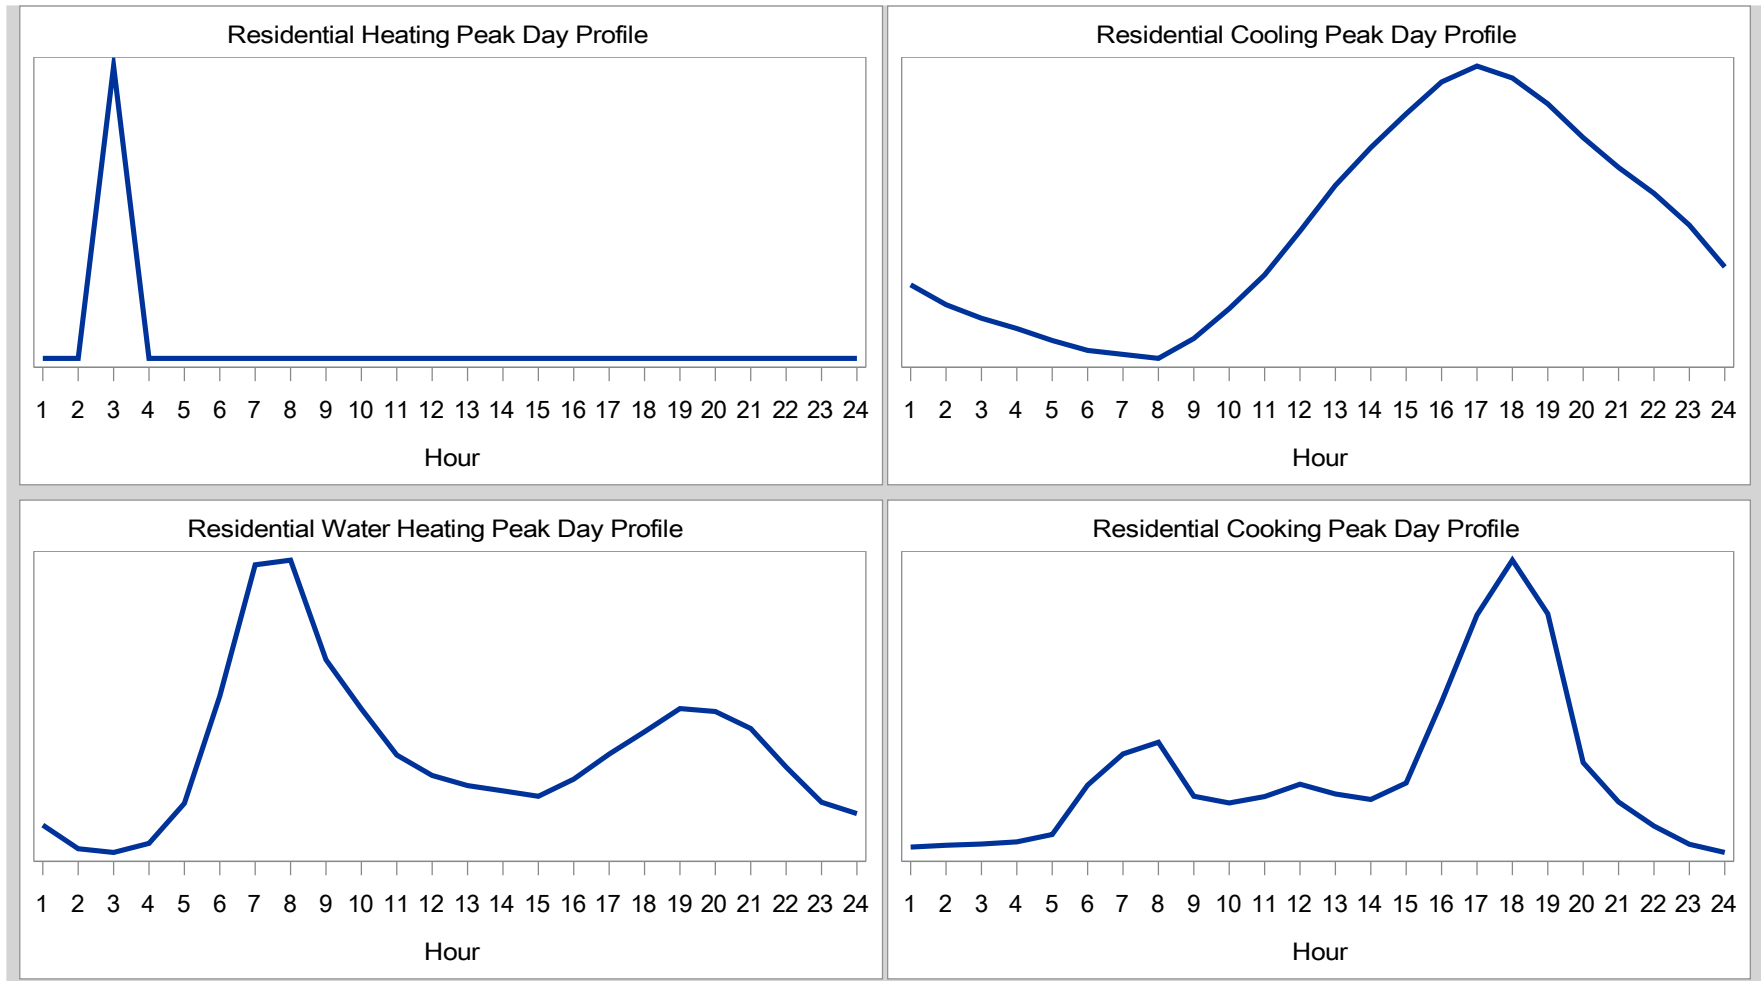 Residential Heating Peak Day Profile
1 2 3 4 5 6 7 8 9 10 11 12 13 14 15 16 17 18 19 20 21 22 23 24
Hour
Residential Cooling Peak Day Profile
1 2 3 4 5 6 7 8 9 10 11 12 13 14 15 16 17 18 19 20 21 22 23 24
Hour
Residential Water Heating Peak Day Profile
1 2 3 4 5 6 7 8 9 10 11 12 13 14 15 16 17 18 19 20 21 22 23 24
Hour
Residential Cooking Peak Day Profile
1 2 3 4 5 6 7 8 9 10 11 12 13 14 15 16 17 18 19 20 21 22 23 24
Hour